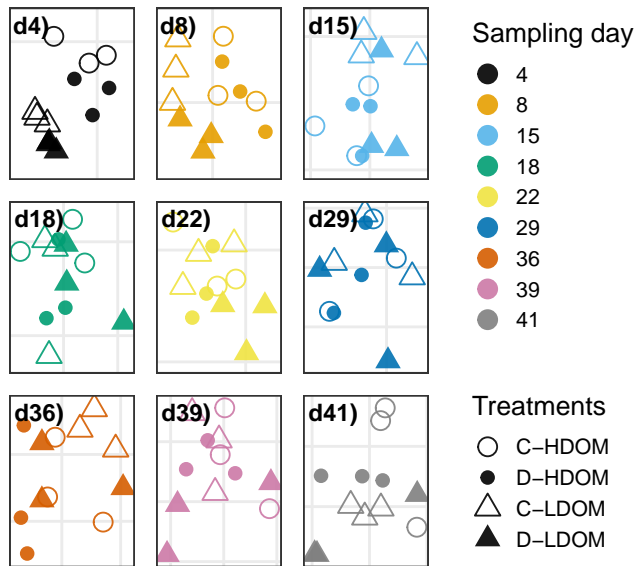 d4)
d8)
d15)
d18)
d22)
d29)
d36)
d39)
d41)
Sampling day
4
8
15
18
22
29
36
39
41
Treatments
C−HDOM
D−HDOM
C−LDOM
D−LDOM